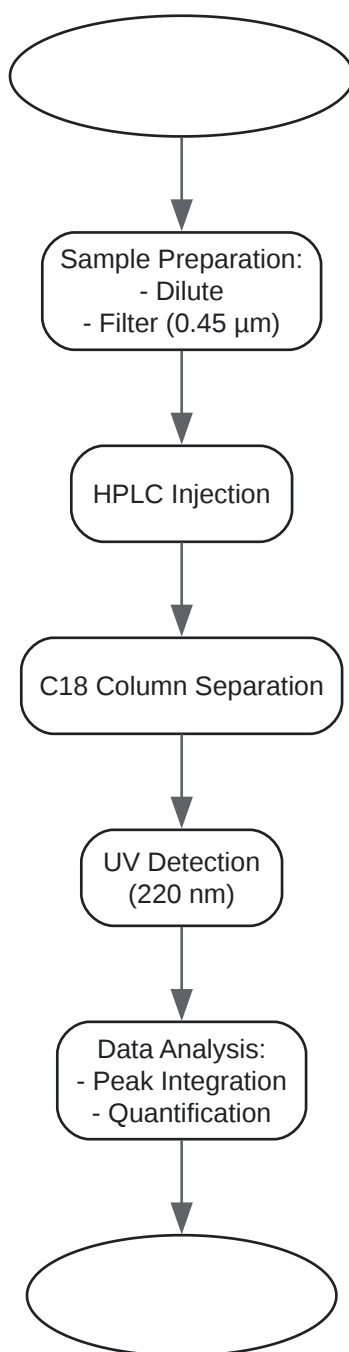 Sample Preparation:
- Dilute
- Filter (0.45 µm)
HPLC Injection
C18 Column Separation
UV Detection
(220 nm)
Data Analysis:
- Peak Integration
- Quantification